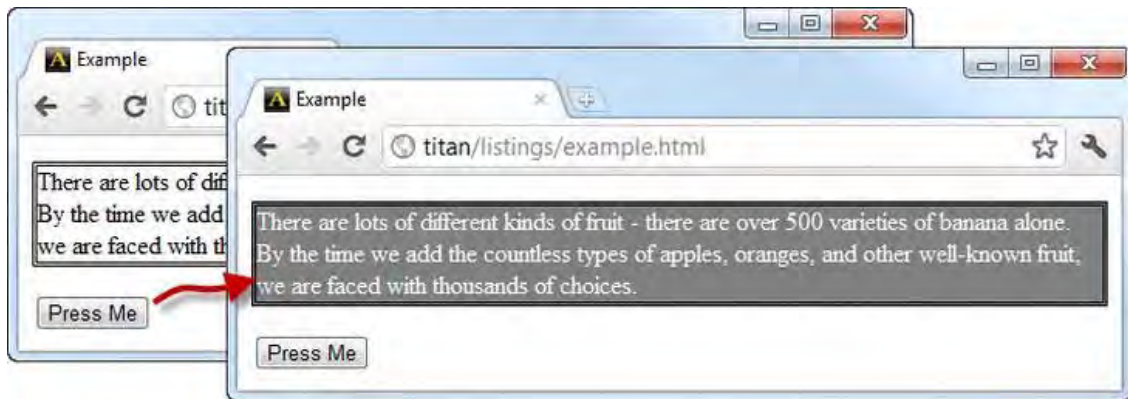 Example
tit
There are lots of dif
By the time we add
we are faced with th
Press Me
Example
titan/listings/example.html
There are lots of different kinds of fruit - there are over 500 varieties of banana alone.
By the time we add the countless types of apples, oranges, and other well-known fruit,
we are faced with thousands of choices.
Press Me